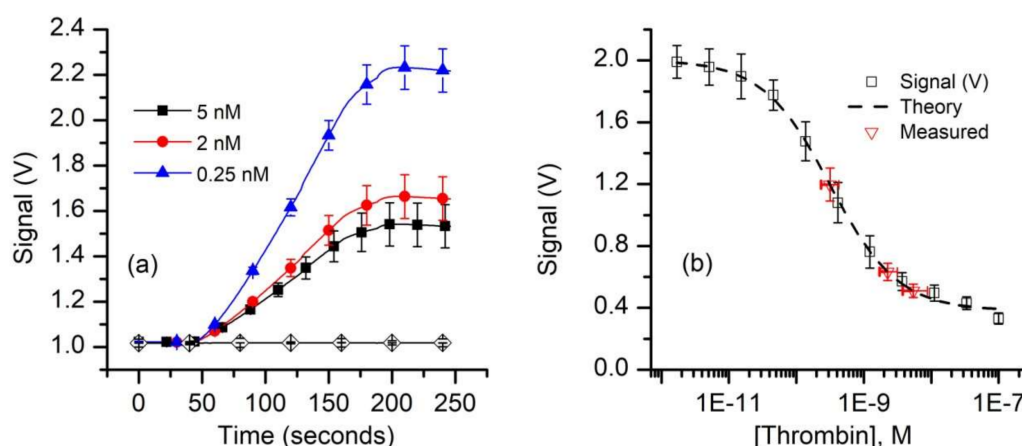 2.4
2.2
2.0
1.8
1.6
1.4
1.2
1.0
Signal (V)
5 nM
2 nM
0.25 nM
(a)
0 50 100 150 200 250
Time (seconds)
2.0
1.6
1.2
0.8
0.4
0.0
Signal (V)
Signal (V)
Theory
Measured
(b)
1E-11 1E-9 1E-7
[Thrombin], M